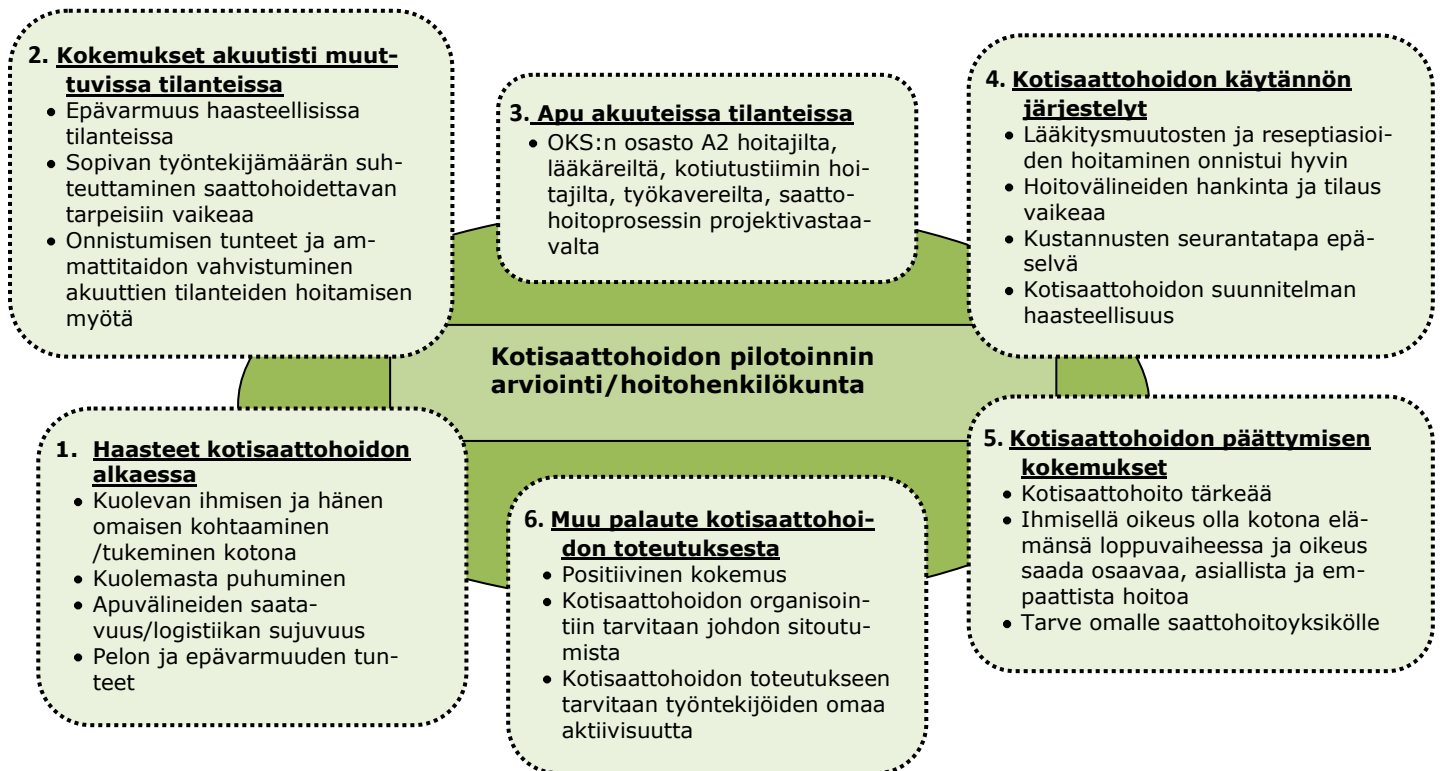 2. Kokemukset akuutisti muut-
tuvissa tilanteissa
• Epävarmuus haasteellisissa
tilanteissa
• Sopivan työntekijämäärän suh-
teuttaminen saattohoidettavan
tarpeisiin vaikeaa
• Onnistumisen tunteet ja am-
mattitaidon vahvistuminen
akuuttien tilanteiden hoitamisen
myötä
3. Apu akuuteissa tilanteissa
• OKS:n osasto A2 hoitajilta,
lääkäreiltä, kotiutustiimin hoi-
tajilta, työkavereilta, saatto-
hoitoprosessin projektivastaa-
valta
4. Kotisaattohoidon käytännön
järjestelyt
• Lääkitysmuutosten ja reseptiasioi-
den hoitaminen onnistui hyvin
• Hoitovälineiden hankinta ja tilaus
vaikeaa
• Kustannusten seurantatapa epä-
selvä
• Kotisaattohoidon suunnitelman
haasteellisuus
Kotisaattohoidon pilotoinnin
arviointi/hoitohenkilökunta
1. Haasteet kotisaattohoidon
alkaessa
• Kuolevan ihmisen ja hänen
omaisen kohtaaminen
/tukeminen kotona
• Kuolemasta puhuminen
• Apuvälineiden saata-
vuus/logistiikan sujuvuus
• Pelon ja epävarmuuden tun-
teet
6. Muu palaute kotisaattohoi-
don toteutuksesta
• Positiivinen kokemus
• Kotisaattohoidon organisoin-
tiin tarvitaan johdon sitoutu-
mista
• Kotisaattohoidon toteutukseen
tarvitaan työntekijöiden omaa
aktiivisuutta
5. Kotisaattohoidon päättymisen
kokemukset
• Kotisaattohoito tärkeää
• Ihmisellä oikeus olla kotona elä-
mänsä loppuvaiheessa ja oikeus
saada osaavaa, asiallista ja em-
paattista hoitoa
• Tarve omalle saattohoitoyksikölle